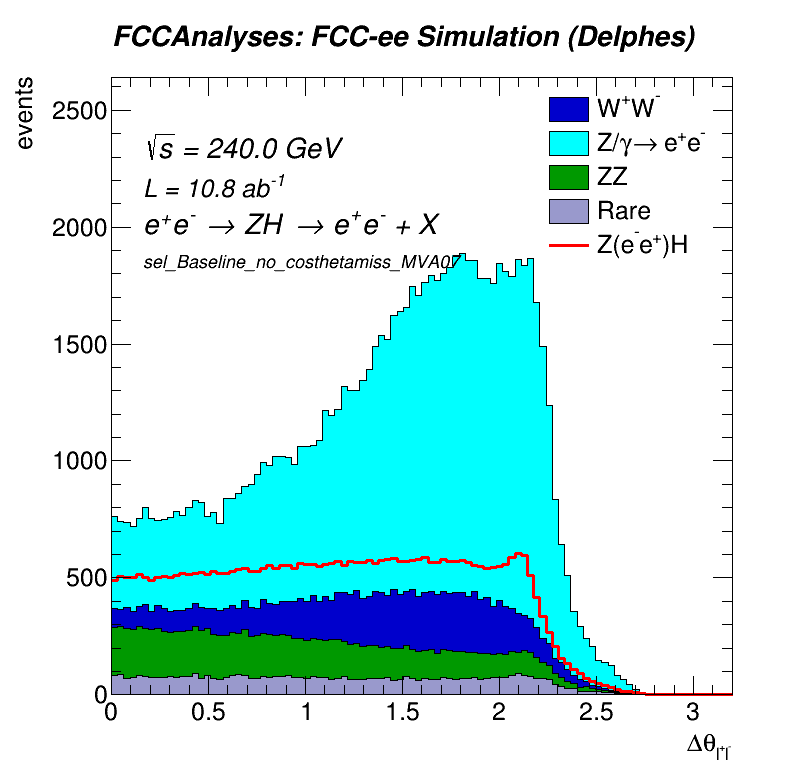 FCCAnalyses: FCC-ee Simulation (Delphes)
events
2500
2000
1500
1000
500
0
√s = 240.0 GeV
L = 10.8 ab⁻¹
e⁺e⁻ → ZH → e⁺e⁻ + X
sel_Baseline_no_costhetamiss_MVA07
W⁺W⁻
Z/γ→ e⁺e⁻
ZZ
Rare
Z(e⁻e⁺)H
0 0.5 1 1.5 2 2.5 3
Δθ_{l⁺l⁻}